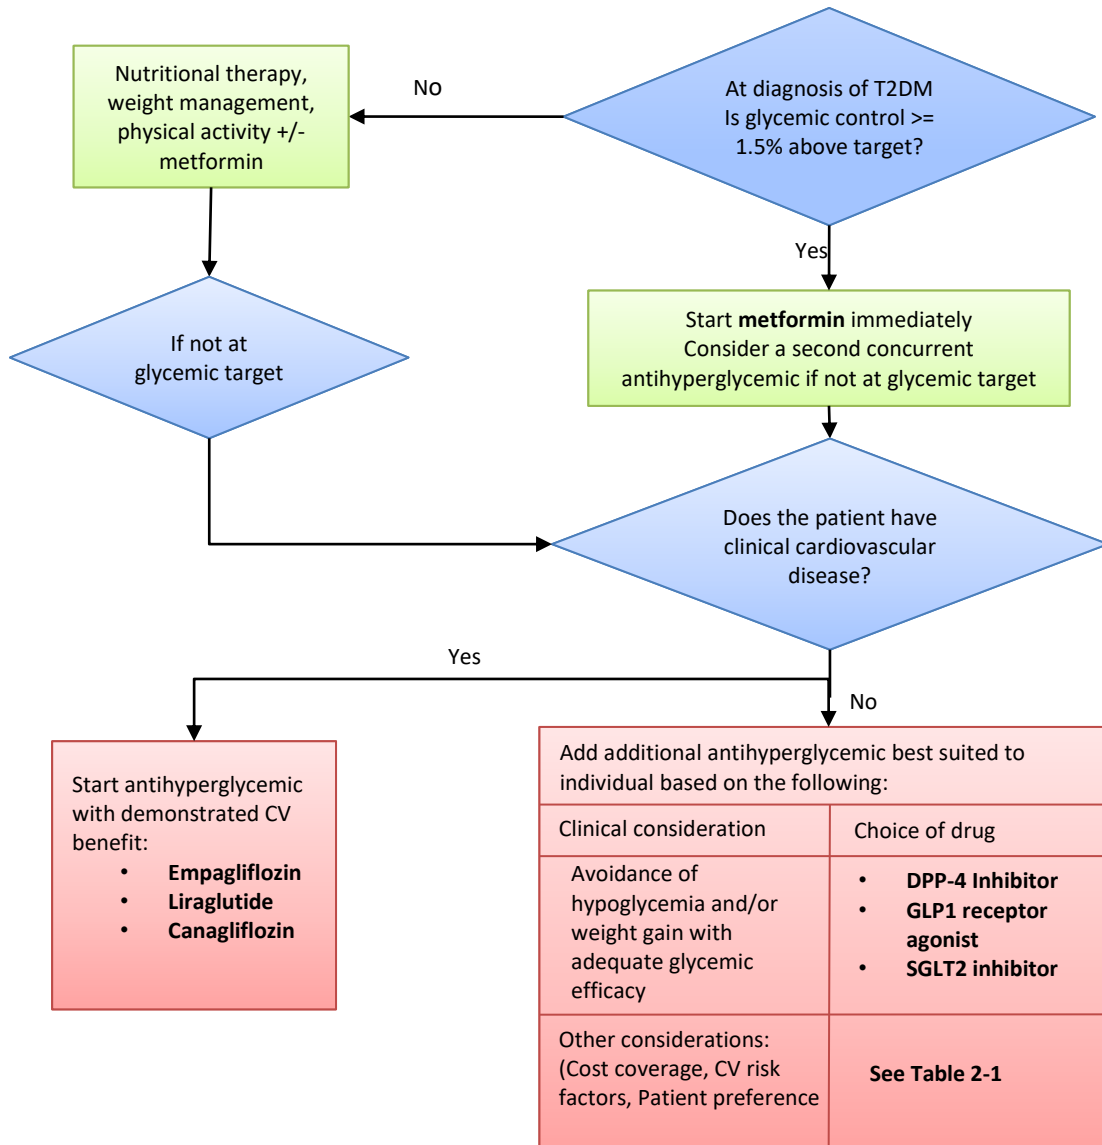 At diagnosis of T2DM
Is glycemic control >=
1.5% above target?
No
Nutritional therapy,
weight management,
physical activity +/-
metformin
Yes
If not at
glycemic target
Start metformin immediately
Consider a second concurrent
antihyperglycemic if not at glycemic target
Does the patient have
clinical cardiovascular
disease?
Yes
No
Start antihyperglycemic
with demonstrated CV
benefit:
• Empagliflozin
• Liraglutide
• Canagliflozin
Add additional antihyperglycemic best suited to
individual based on the following:
Clinical consideration
Choice of drug
Avoidance of
hypoglycemia and/or
weight gain with
adequate glycemic
efficacy
• DPP-4 Inhibitor
• GLP1 receptor
agonist
• SGLT2 inhibitor
Other considerations:
(Cost coverage, CV risk
factors, Patient preference
See Table 2-1